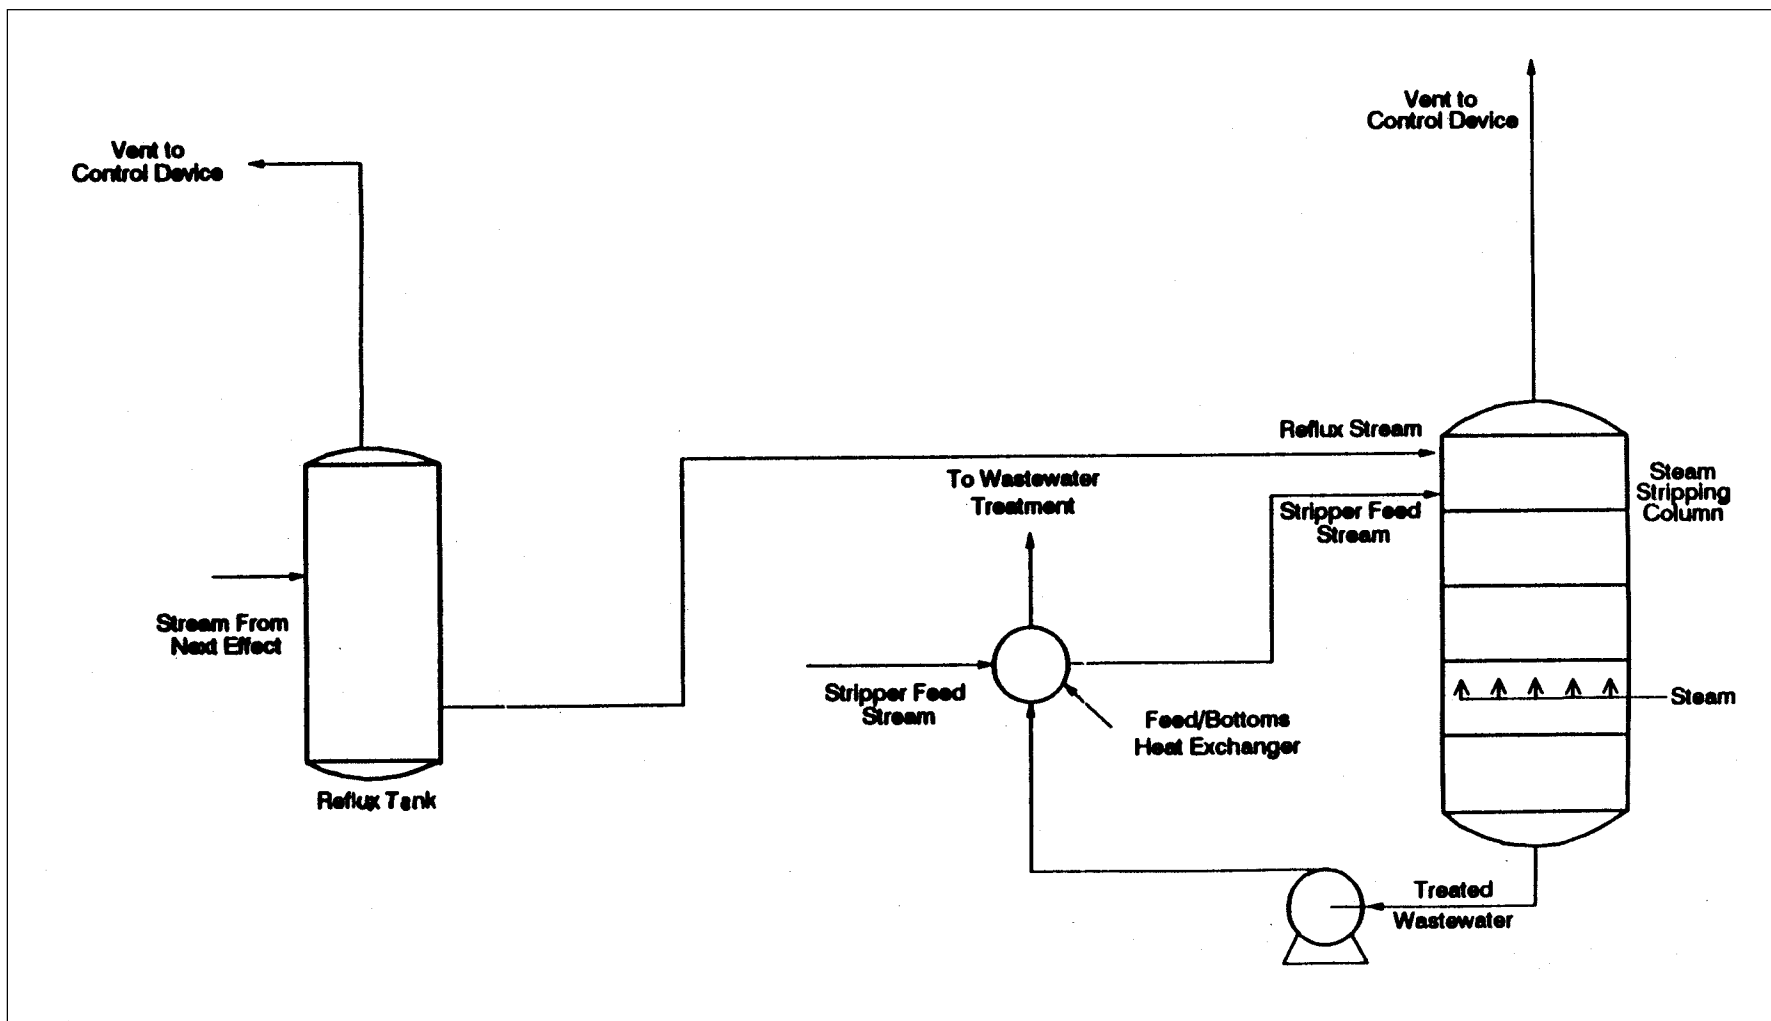 Vent to
Control Device
Vent to
Control Device
Reflux Stream
To Wastewater
Treatment
Steam
Stripping
Column
Stripper Feed
Stream
Stream From
Next Effect
Stripper Feed
Stream
Steam
Feed/Bottoms
Heat Exchanger
Reflux Tank
Treated
Wastewater